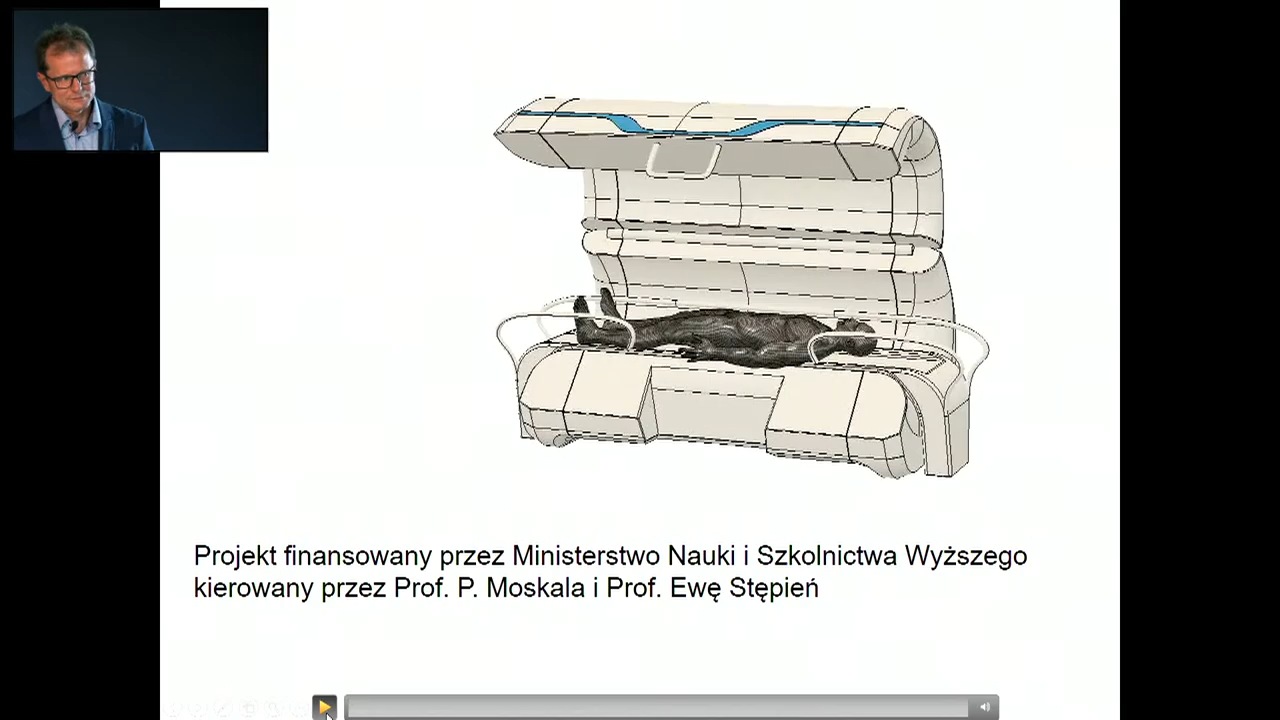 Projekt finansowany przez Ministerstwo Nauki i Szkolnictwa Wyższego
kierowany przez Prof. P. Moskala i Prof. Ewę Stępień